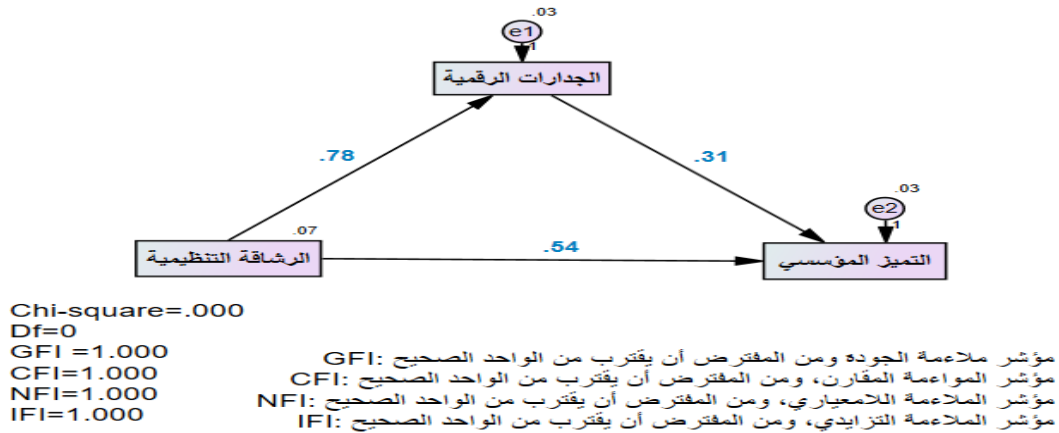 .03
e1
1
الجدارات الرقمية
.78
.31
.03
e2
1
.07
الرشاقة التنظيمية
.54
التميز المؤسسي
Chi-square=.000
Df=0
GFI =1.000
CFI=1.000
NFI=1.000
IFI=1.000
مؤشر ملاءمة الجودة ومن المفترض أن يقترب من الواحد الصحيح :GFI
مؤشر المواءمة المقارن، ومن المفترض أن يقترب من الواحد الصحيح :CFI
مؤشر الملاءمة اللامعياري، ومن المفترض أن يقترب من الواحد الصحيح :NFI
مؤشر الملاءمة التزايدي، ومن المفترض أن يقترب من الواحد الصحيح :IFI